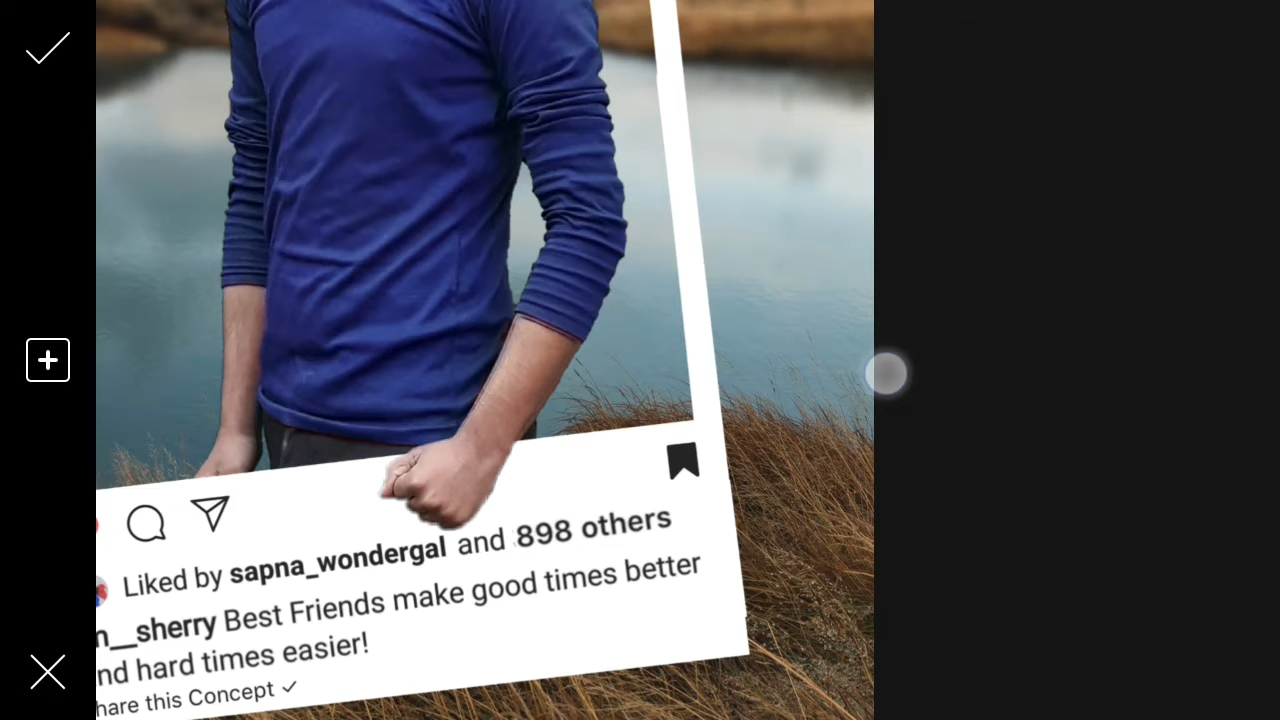 Liked by sapna_wondergal and 898 others
n__sherry Best Friends make good times better
nd hard times easier!
hare this Concept ✓